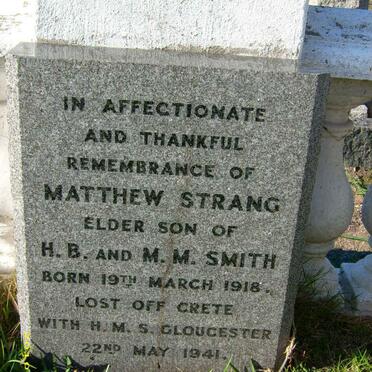 IN AFFECTIONATE
AND THANKFUL
REMEMBRANCE OF
MATTHEW STRANG
ELDER SON OF
H. B. AND M. M. SMITH
BORN 19TH MARCH 1918.
LOST OFF CRETE
WITH H.M.S. GLOUCESTER
22ND MAY 1941.